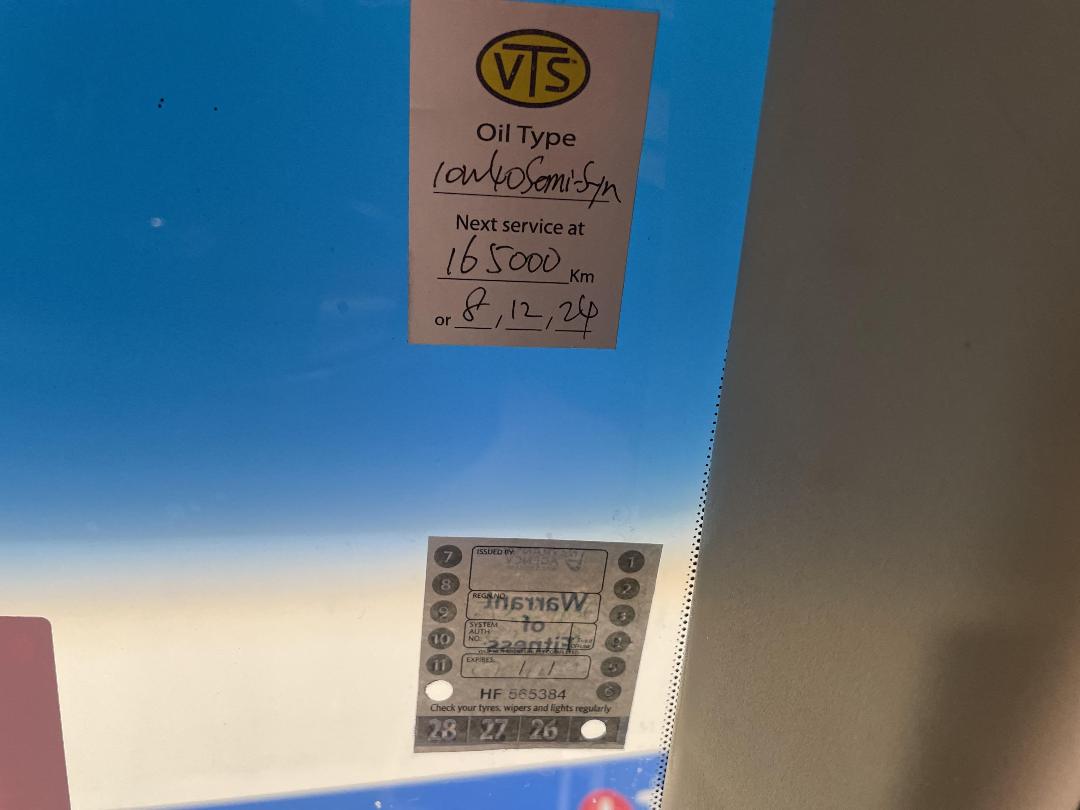 VTS
Oil Type
10w40 Semi-Syn
Next service at
165000 Km
or 8, 12, 24
7 ISSUED BY: 1
8 2
REGN.NO.
9 Warrant 3
of
10 SYSTEM AUTH NO. 4
Fitness
11 EXPIRES: / / 5
HF 565384 6
Check your tyres, wipers and lights regularly
28 27 26